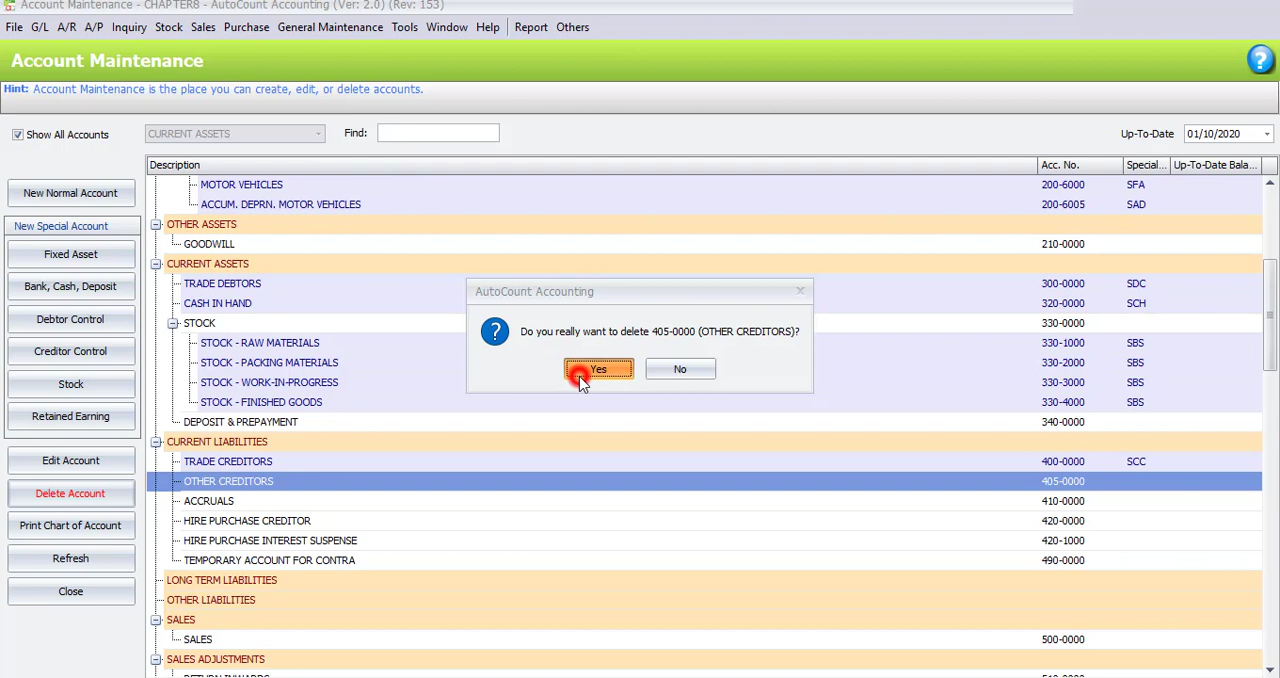 Account Maintenance - CHAPTER8 - AutoCount Accounting (Ver: 2.0) (Rev: 153)
File G/L A/R A/P Inquiry Stock Sales Purchase General Maintenance Tools Window Help Report Others
Account Maintenance
?
Hint: Account Maintenance is the place you can create, edit, or delete accounts.
Show All Accounts CURRENT ASSETS Find: Up-To-Date 01/10/2020
Description Acc. No. Special... Up-To-Date Bala...
MOTOR VEHICLES 200-6000 SFA
New Normal Account
ACCUM. DEPRN. MOTOR VEHICLES 200-6005 SAD
New Special Account
OTHER ASSETS
Fixed Asset
GOODWILL 210-0000
CURRENT ASSETS
Bank, Cash, Deposit
TRADE DEBTORS 300-0000 SDC
AutoCount Accounting
CASH IN HAND 320-0000 SCH
Debtor Control
STOCK 330-0000
? Do you really want to delete 405-0000 (OTHER CREDITORS)?
STOCK - RAW MATERIALS 330-1000 SBS
Creditor Control
STOCK - PACKING MATERIALS 330-2000 SBS
Yes No
STOCK - WORK-IN-PROGRESS 330-3000 SBS
Stock
STOCK - FINISHED GOODS 330-4000 SBS
Retained Earning
DEPOSIT & PREPAYMENT 340-0000
CURRENT LIABILITIES
Edit Account
TRADE CREDITORS 400-0000 SCC
OTHER CREDITORS 405-0000
Delete Account
ACCRUALS 410-0000
HIRE PURCHASE CREDITOR 420-0000
Print Chart of Account
HIRE PURCHASE INTEREST SUSPENSE 420-1000
Refresh
TEMPORARY ACCOUNT FOR CONTRA 490-0000
LONG TERM LIABILITIES
Close
OTHER LIABILITIES
SALES
SALES 500-0000
SALES ADJUSTMENTS
RETURN INWARDS 510-0000